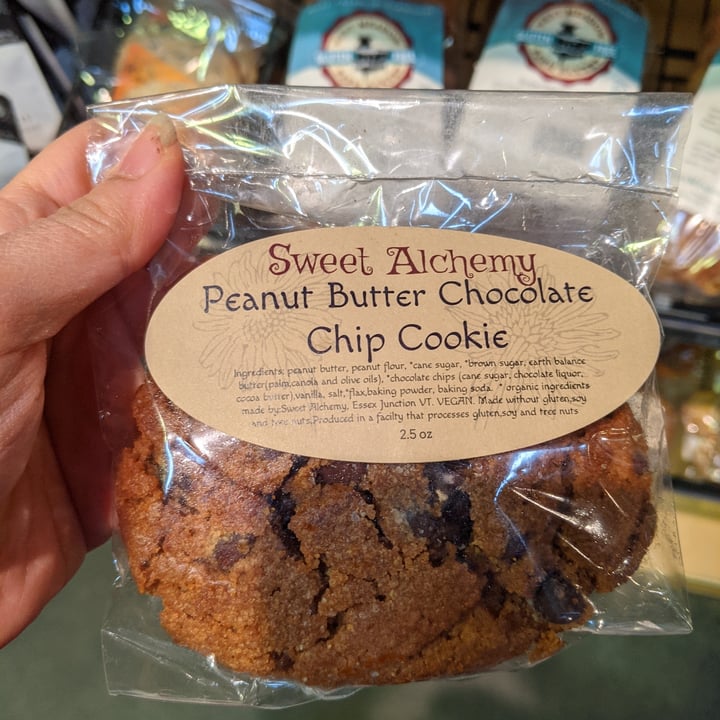 Sweet Alchemy
Peanut Butter Chocolate
Chip Cookie
Ingredients: peanut butter, peanut flour, *cane sugar, *brown sugar, earth balance
butter(palm,canola and olive oils), *chocolate chips (cane sugar, chocolate liquor,
cocoa butter),vanilla, salt,*flax,baking powder, baking soda. * organic ingredients
made by:Sweet Alchemy, Essex Junction VT. VEGAN. Made without gluten,soy
and tree nuts,Produced in a facilty that processes gluten,soy and tree nuts
2.5 oz